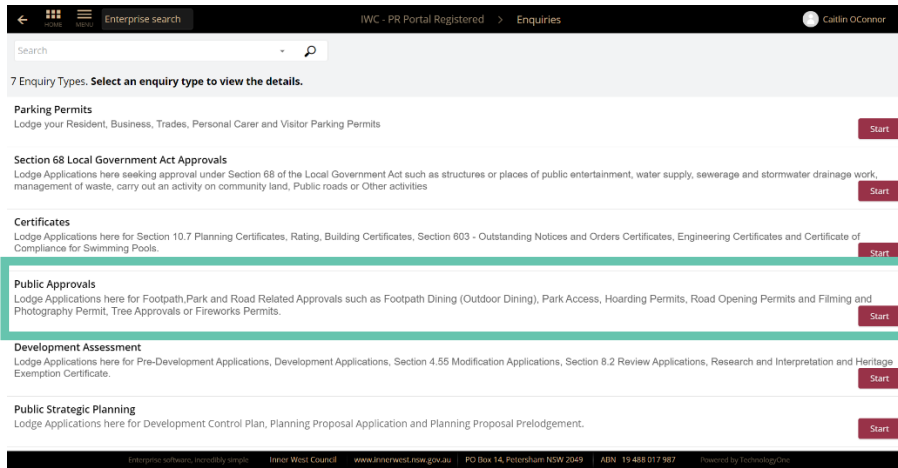 HOME MENU Enterprise search IWC - PR Portal Registered > Enquiries Caitlin OConnor
Search
7 Enquiry Types. Select an enquiry type to view the details.
Parking Permits
Lodge your Resident, Business, Trades, Personal Carer and Visitor Parking Permits
Start
Section 68 Local Government Act Approvals
Lodge Applications here seeking approval under Section 68 of the Local Government Act such as structures or places of public entertainment, water supply, sewerage and stormwater drainage work,
management of waste, carry out an activity on community land, Public roads or Other activities
Start
Certificates
Lodge Applications here for Section 10.7 Planning Certificates, Rating, Building Certificates, Section 603 - Outstanding Notices and Orders Certificates, Engineering Certificates and Certificate of
Compliance for Swimming Pools.
Start
Public Approvals
Lodge Applications here for Footpath,Park and Road Related Approvals such as Footpath Dining (Outdoor Dining), Park Access, Hoarding Permits, Road Opening Permits and Filming and
Photography Permit, Tree Approvals or Fireworks Permits.
Start
Development Assessment
Lodge Applications here for Pre-Development Applications, Development Applications, Section 4.55 Modification Applications, Section 8.2 Review Applications, Research and Interpretation and Heritage
Exemption Certificate.
Start
Public Strategic Planning
Lodge Applications here for Development Control Plan, Planning Proposal Application and Planning Proposal Prelodgement.
Start
Enterprise software, incredibly simple Inner West Council www.innerwest.nsw.gov.au PO Box 14, Petersham NSW 2049 ABN 19 488 017 987 Powered by TechnologyOne